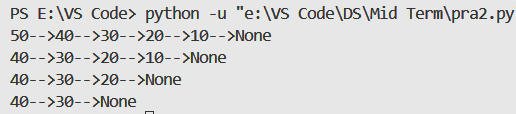 PS E:\VS Code> python -u "e:\VS Code\DS\Mid Term\pra2.py
50-->40-->30-->20-->10-->None
40-->30-->20-->10-->None
40-->30-->20-->None
40-->30-->None